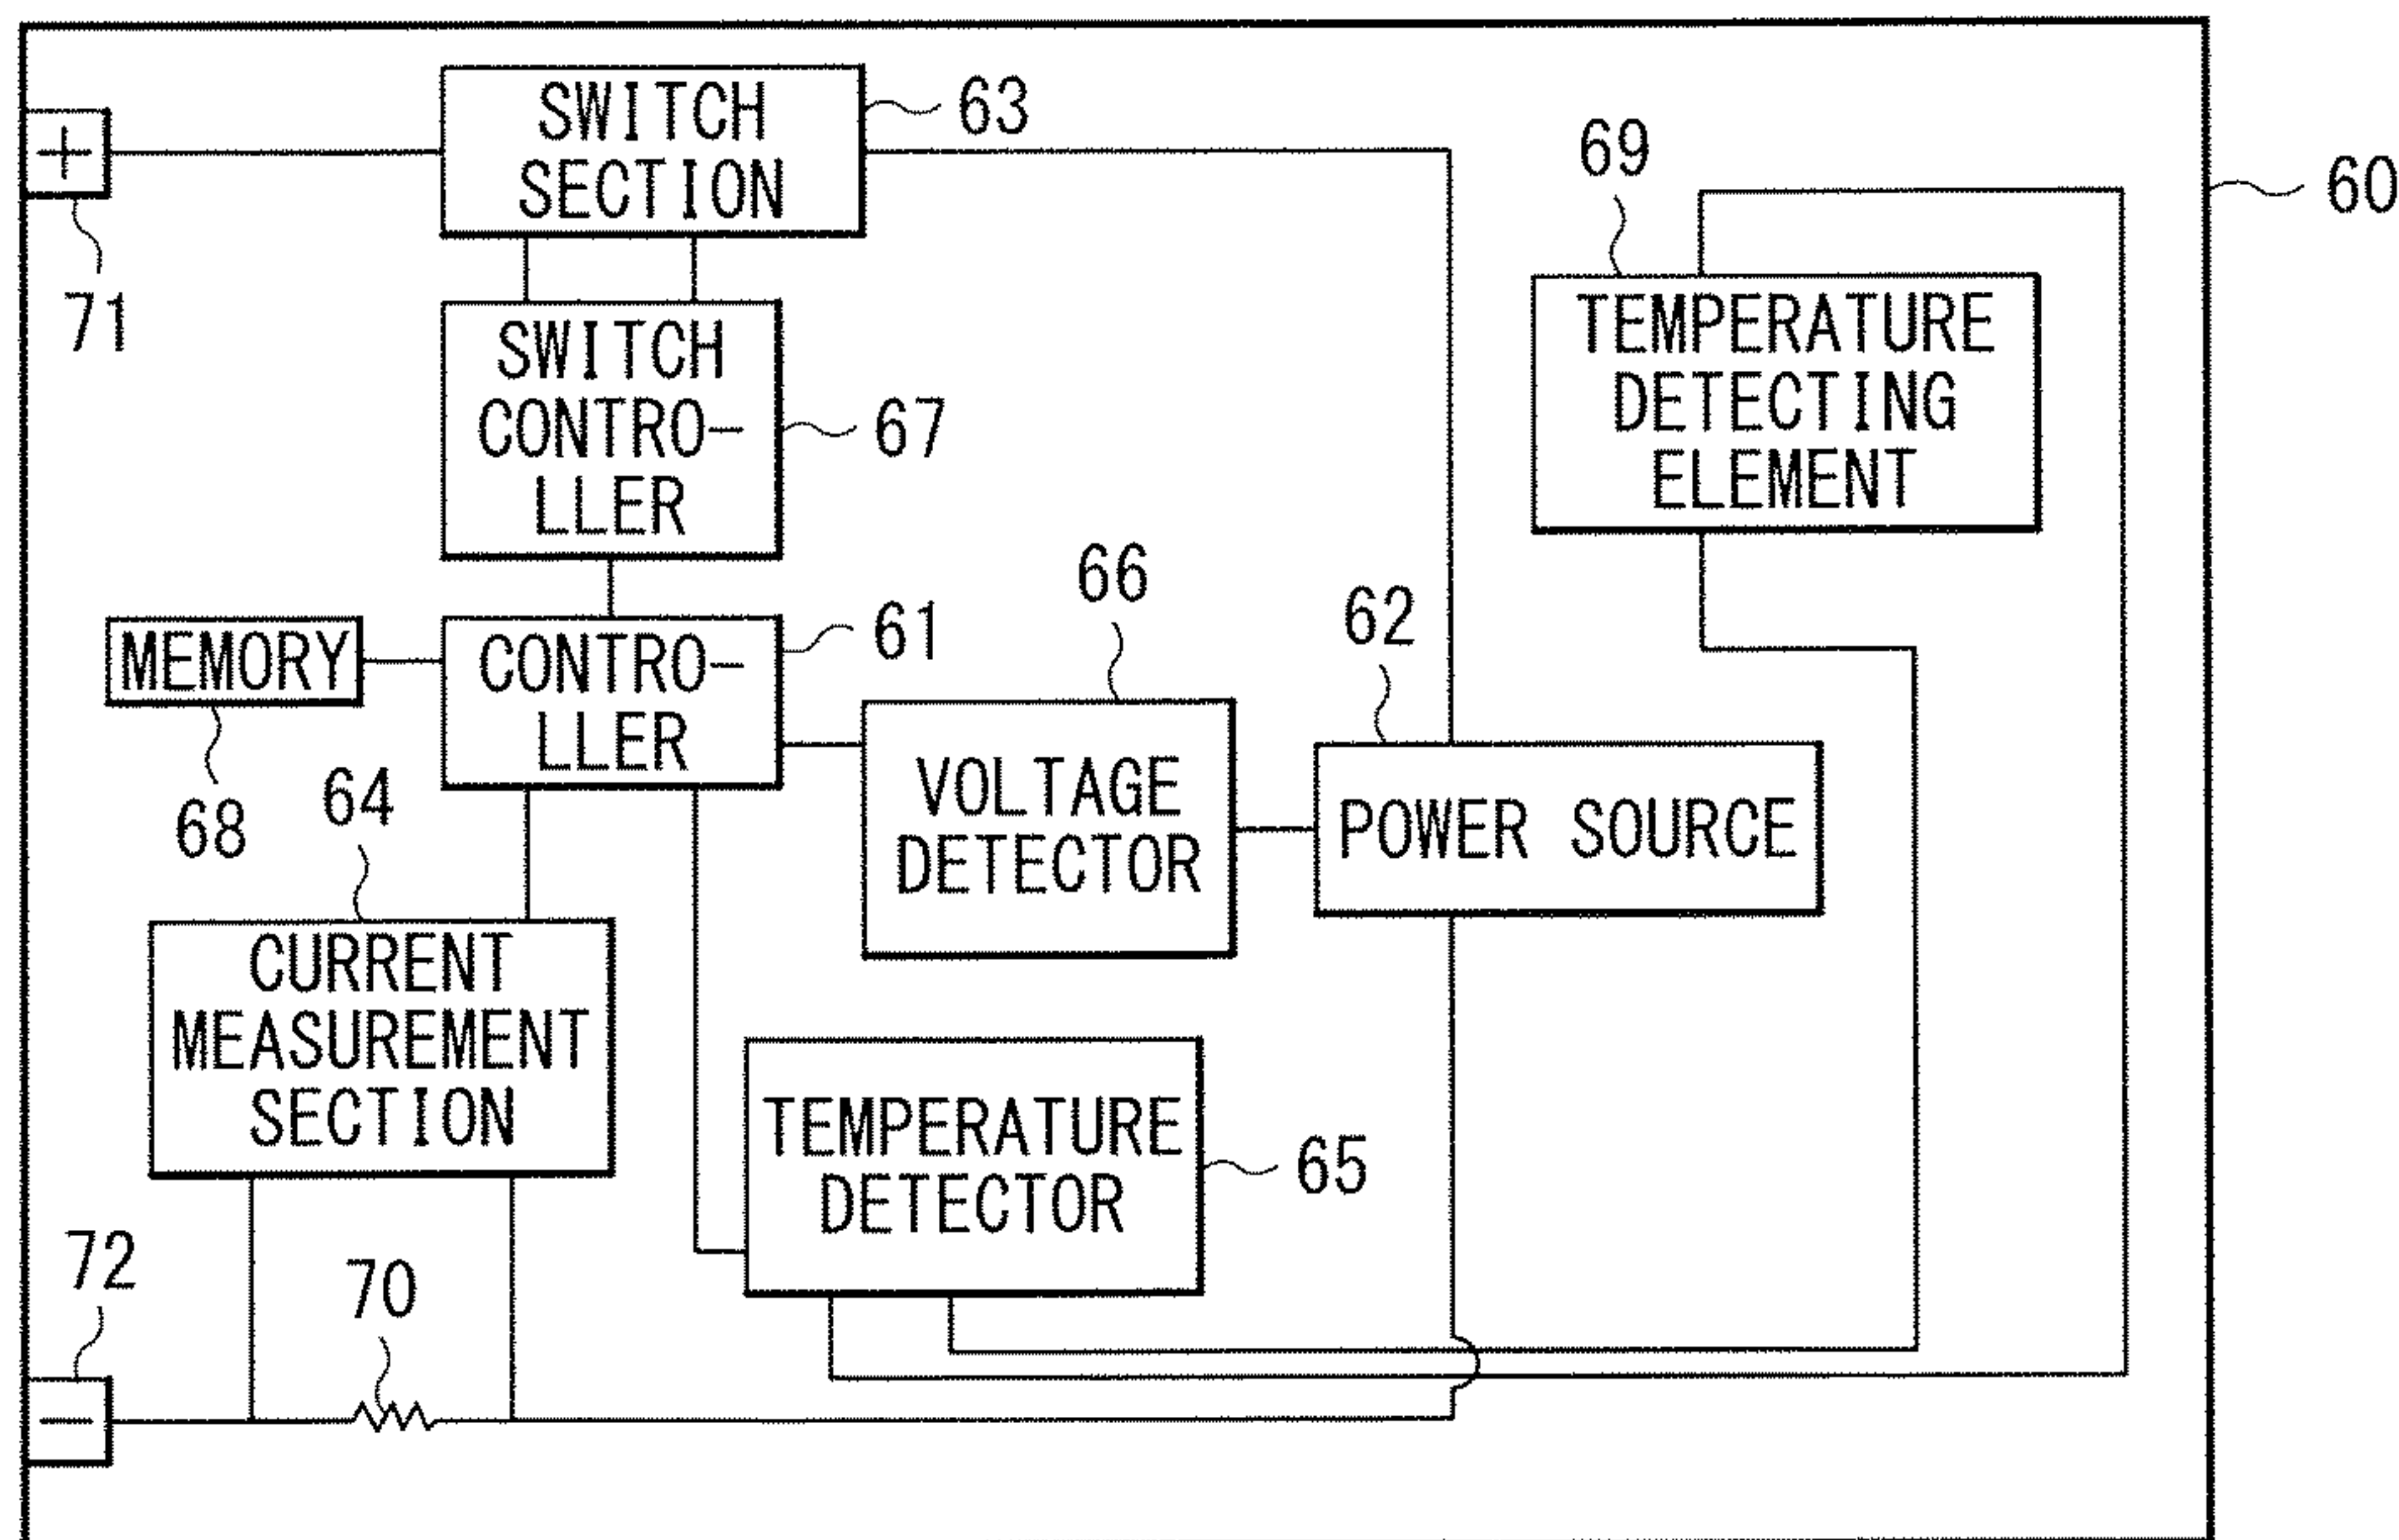 SWITCH
SECTION
63
+
71
69
60
SWITCH
CONTRO-
LLER
67
TEMPERATURE
DETECTING
ELEMENT
66
62
61
MEMORY
68
CONTRO-
LLER
VOLTAGE
DETECTOR
POWER SOURCE
64
CURRENT
MEASUREMENT
SECTION
TEMPERATURE
DETECTOR
65
72
70
−